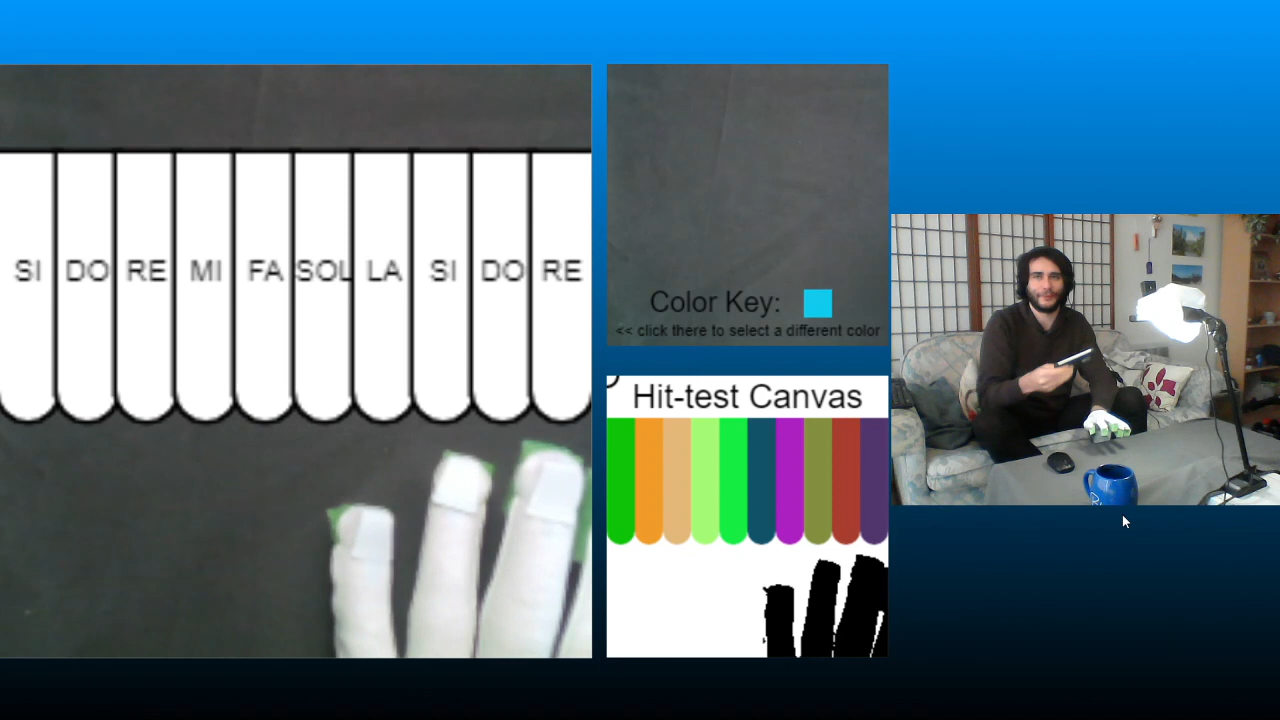 SI DO RE MI FA SOL LA SI DO RE
Color Key:
<< click there to select a different color
Hit-test Canvas